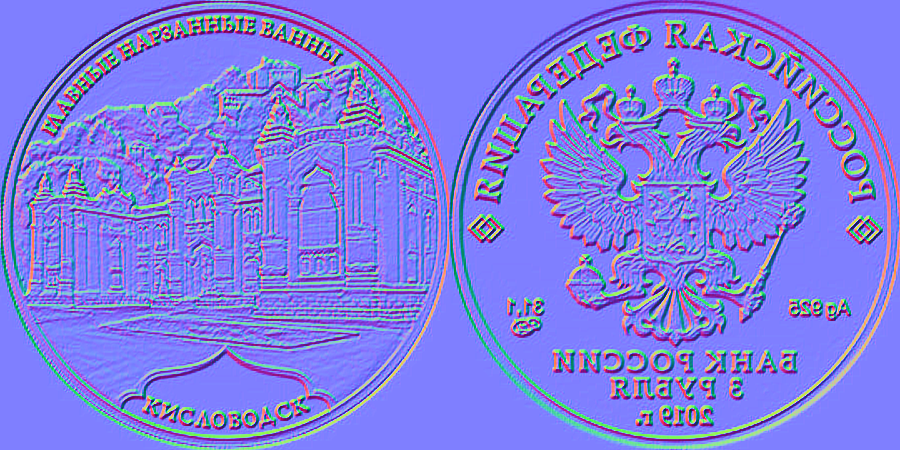 ГЛАВНЫЕ НАРЗАННЫЕ ВАННЫ
КИСЛОВОДСК
РОССИЙСКАЯ ФЕДЕРАЦИЯ
Ag 925
31,1
БАНК РОССИИ
3 РУБЛЯ
2019 г.